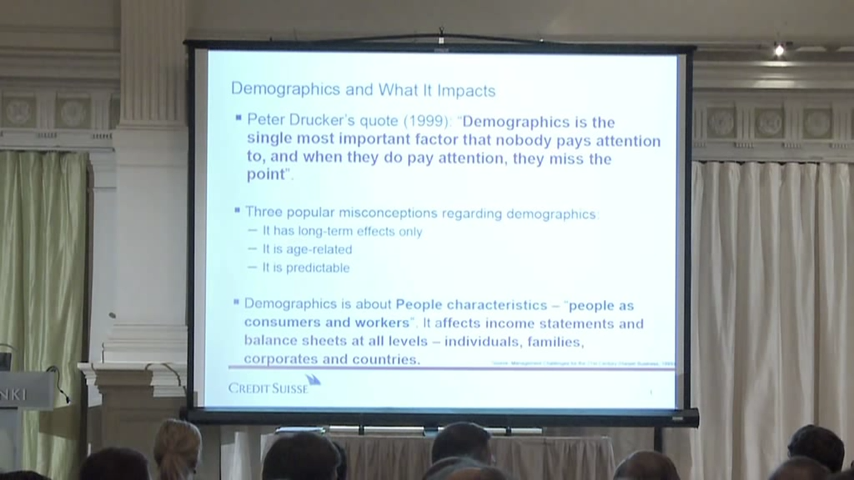 Demographics and What It Impacts
▪ Peter Drucker's quote (1999): "Demographics is the
single most important factor that nobody pays attention
to, and when they do pay attention, they miss the
point".
▪ Three popular misconceptions regarding demographics
– It has long-term effects only
– It is age-related
– It is predictable
▪ Demographics is about People characteristics – "people as
consumers and workers". It affects income statements and
balance sheets at all levels – individuals, families,
corporates and countries.
CREDIT SUISSE
NKI